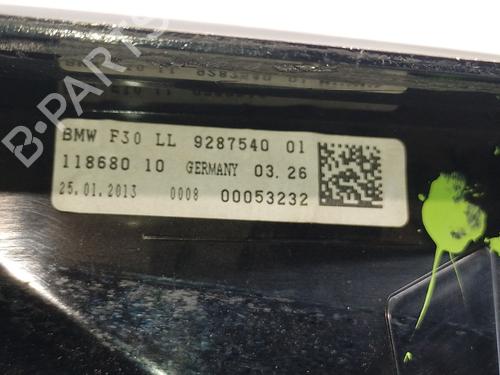 B-PARTS
BMW F30 LL 9287540 01
118680 10 GERMANY 03.26
25.01.2013 0008 00053232